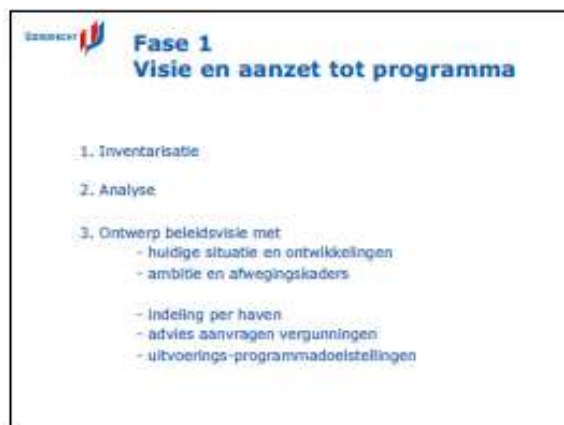 DORDRECHT
Fase 1
Visie en aanzet tot programma
1. Inventarisatie
2. Analyse
3. Ontwerp beleidsvisie met
- huidige situatie en ontwikkelingen
- ambitie en afwegingskaders
- indeling per haven
- advies aanvragen vergunningen
- uitvoerings-programmadoelstellingen